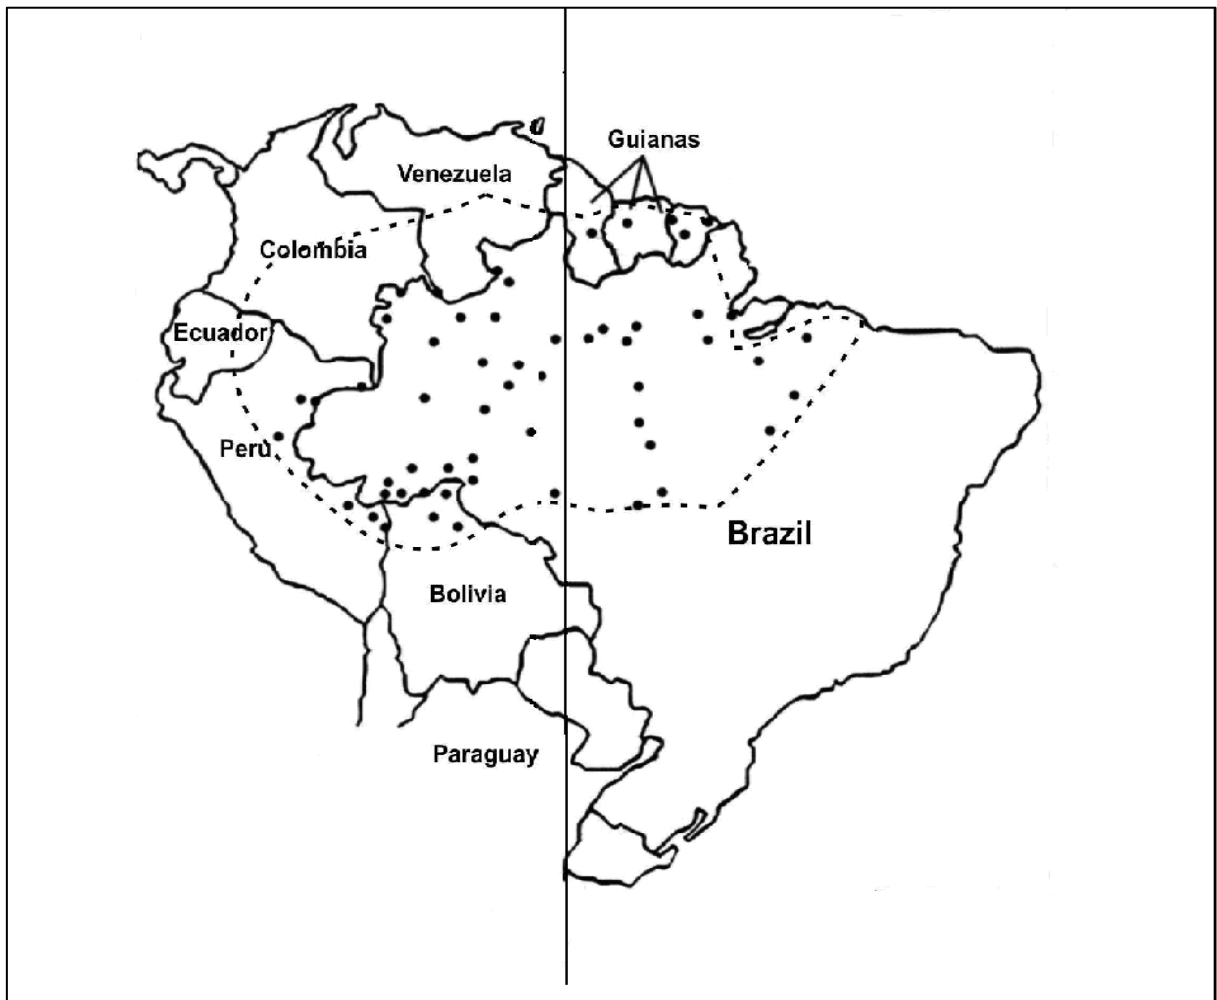 Guianas
Venezuela
Colombia
Ecuador
Peru
Brazil
Bolivia
Paraguay